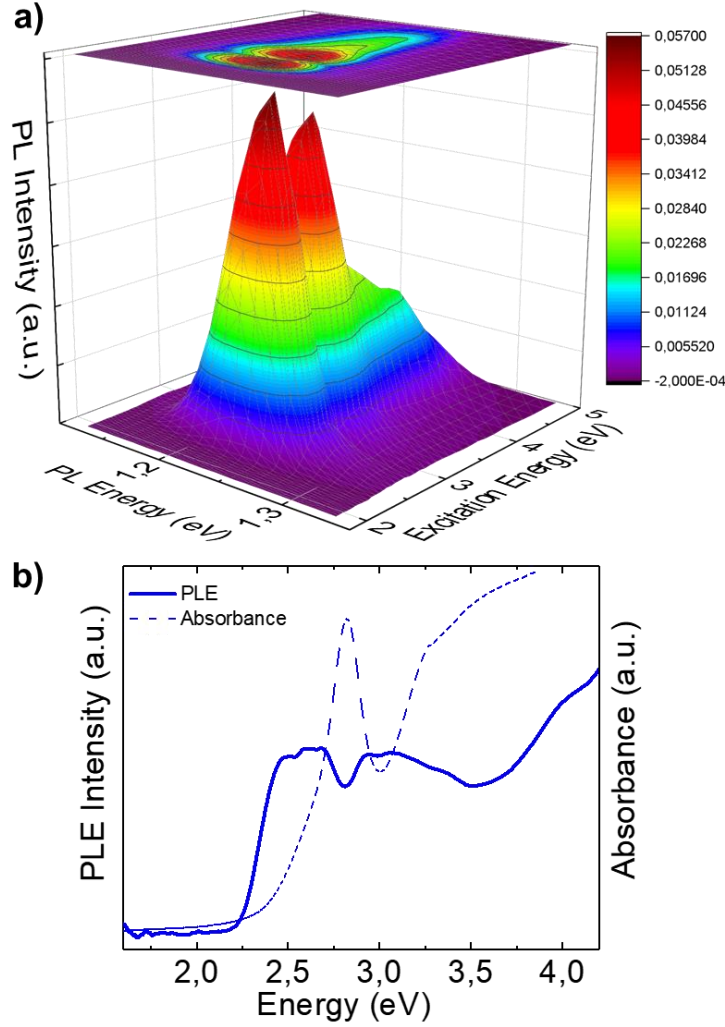 a)
PL Intensity (a.u.)
1,2
1,3
PL Energy (eV)
2
3
4
5
Excitation Energy (eV)
0,05700
0,05128
0,04556
0,03984
0,03412
0,02840
0,02268
0,01696
0,01124
0,005520
-2,000E-04
b)
PLE
Absorbance
PLE Intensity (a.u.)
Absorbance (a.u.)
2,0 2,5 3,0 3,5 4,0
Energy (eV)